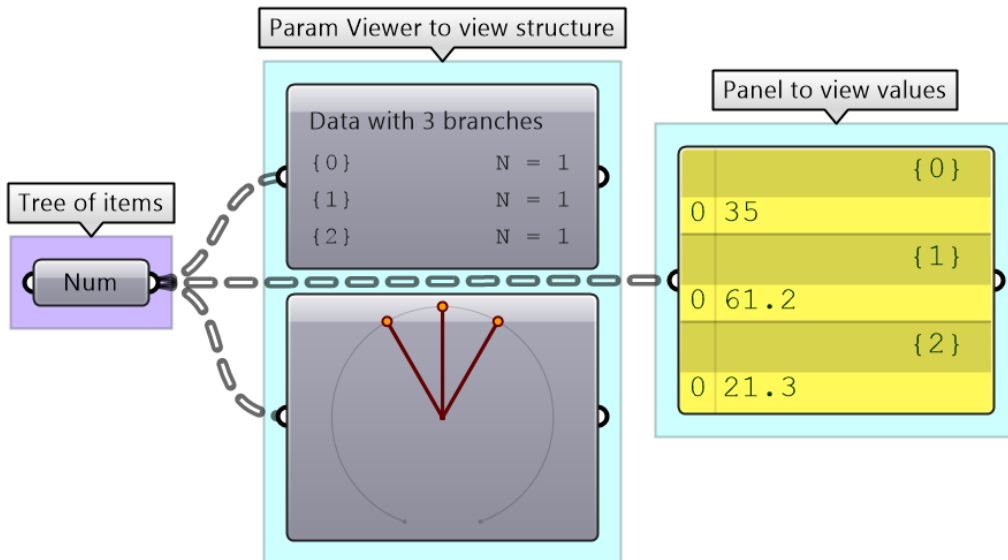 Param Viewer to view structure
Data with 3 branches
{0} N = 1
{1} N = 1
{2} N = 1
Panel to view values
{0}
0 35
{1}
0 61.2
{2}
0 21.3
Tree of items
Num